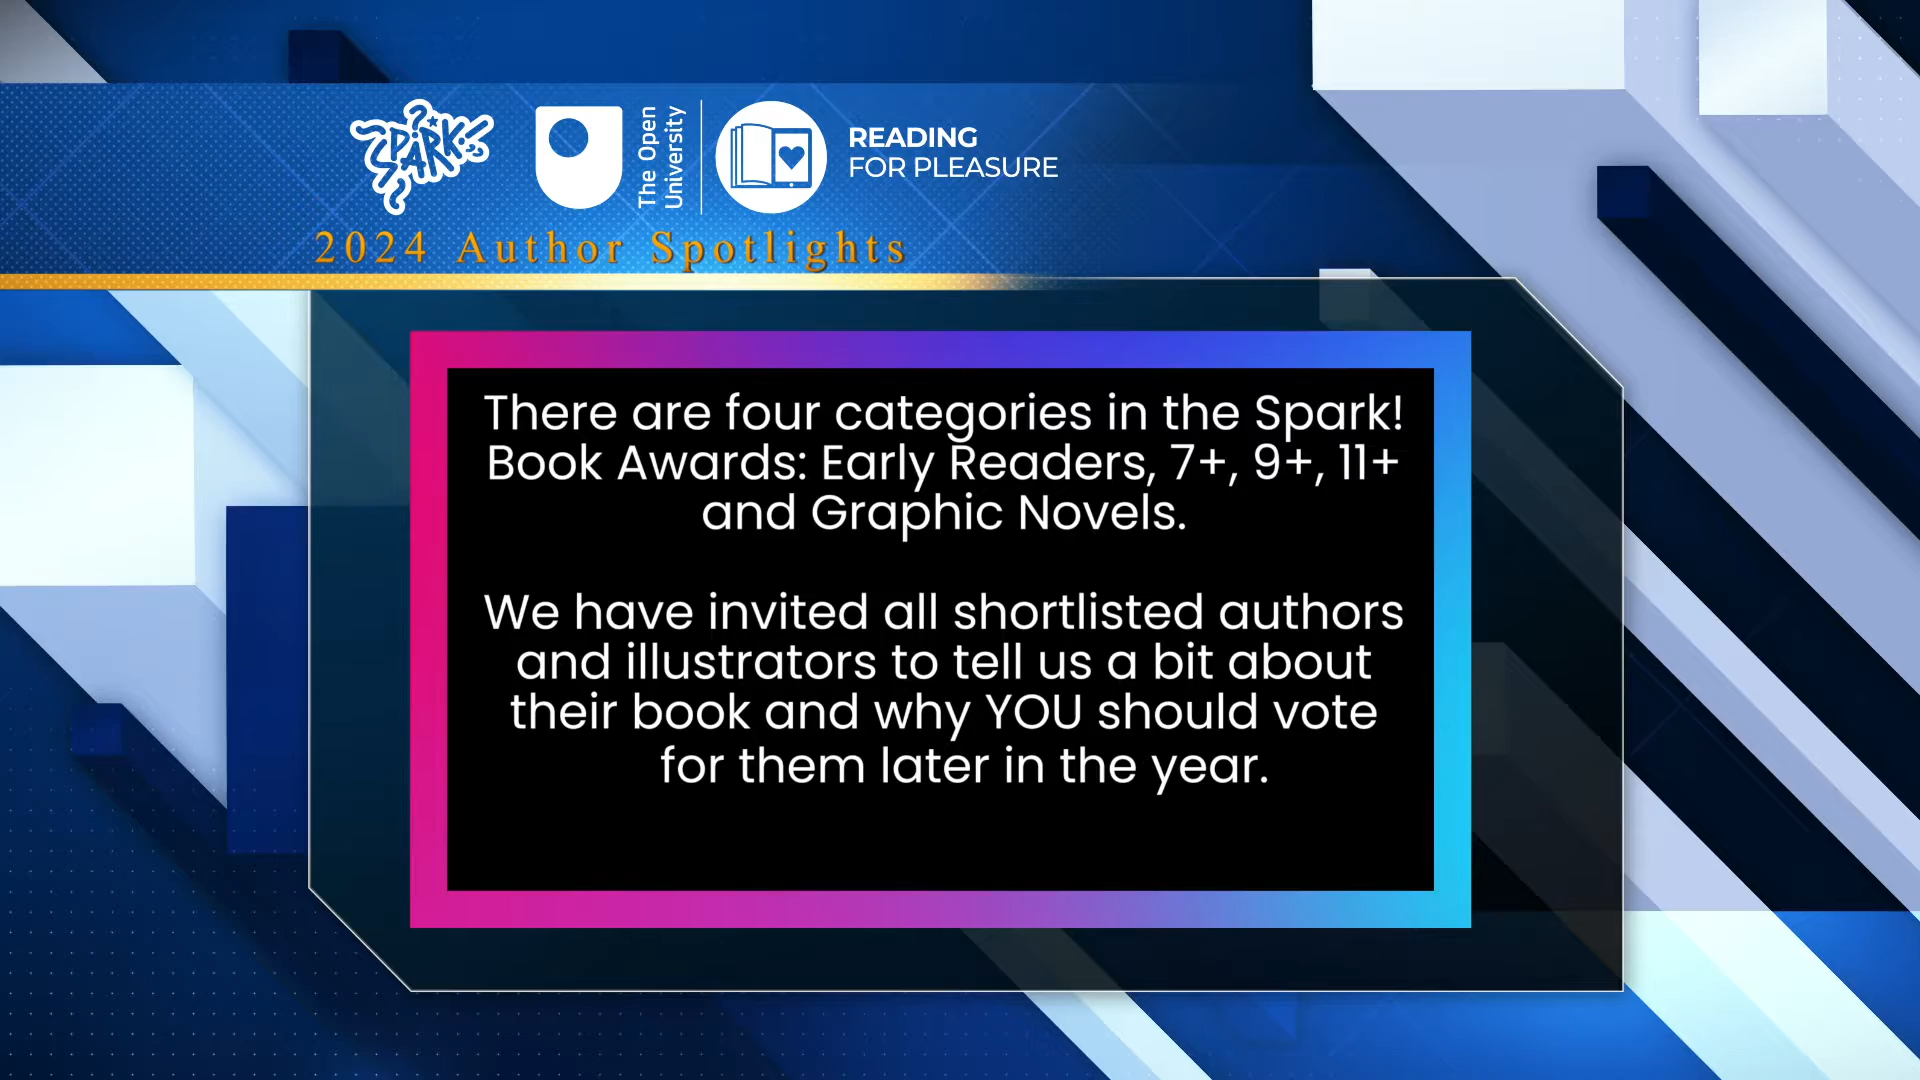 SPARK!
The Open
University
READING
FOR PLEASURE
2024 Author Spotlights
There are four categories in the Spark!
Book Awards: Early Readers, 7+, 9+, 11+
and Graphic Novels.
We have invited all shortlisted authors
and illustrators to tell us a bit about
their book and why YOU should vote
for them later in the year.